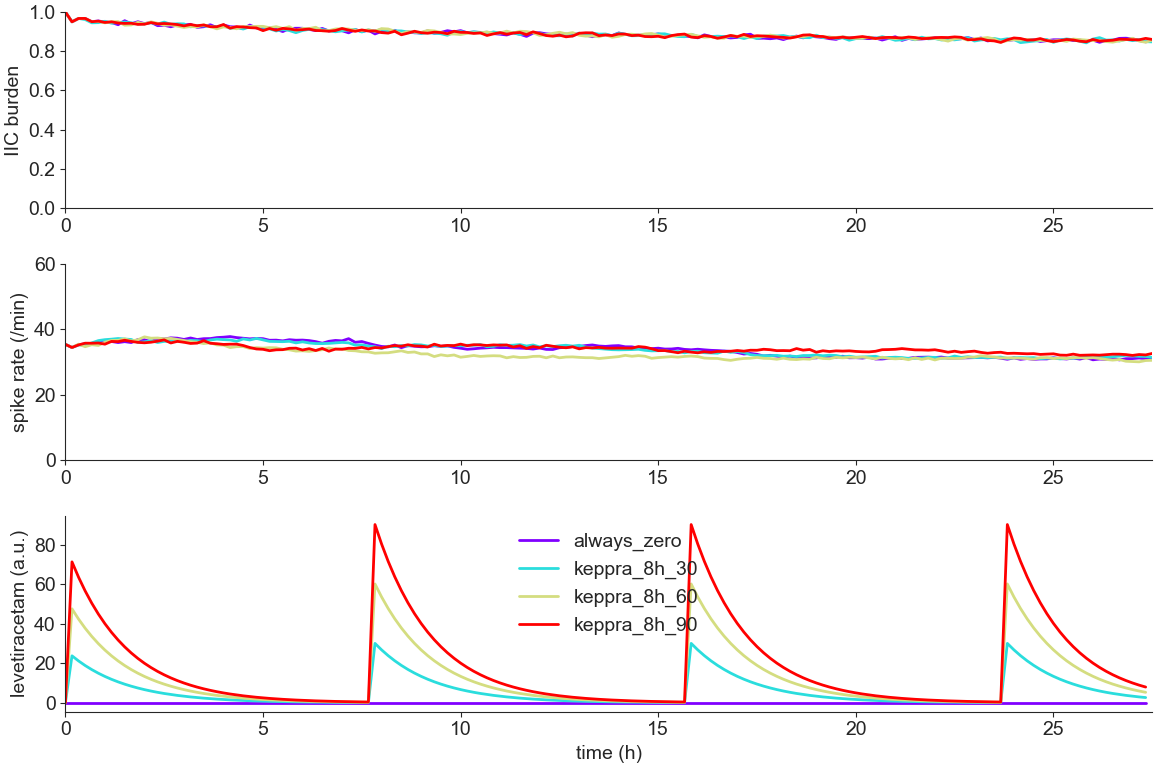 IIC burden
1.0
0.8
0.6
0.4
0.2
0.0
0 5 10 15 20 25
spike rate (/min)
60
40
20
0
0 5 10 15 20 25
levetiracetam (a.u.)
80
60
40
20
0
always_zero
keppra_8h_30
keppra_8h_60
keppra_8h_90
0 5 10 15 20 25
time (h)